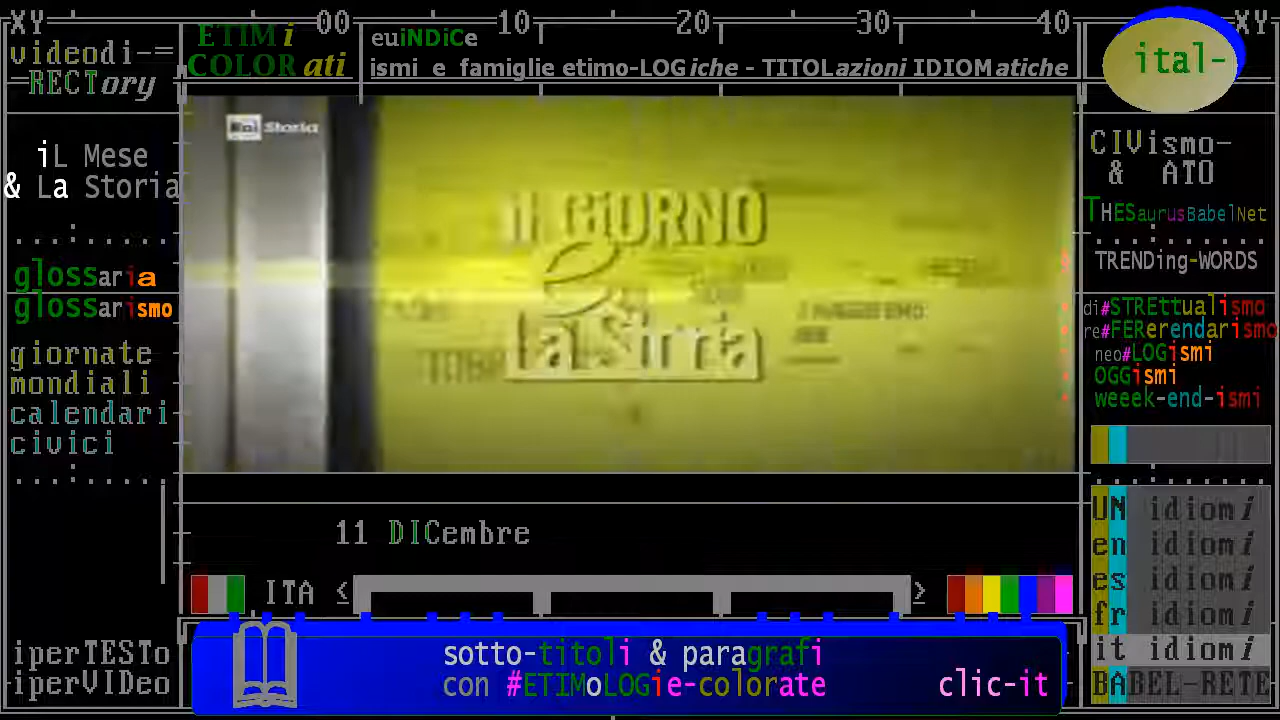 XY 00 10 20 30 40 XY
videodi-=
=RECTory
ETIMi
COLORati
euiNDiCe
ismi e famiglie etimo-LOGiche - TITOLazioni IDIOMatiche
ital-
iL Mese
& La Storia
...:.....
glossaria
glossarismo
giornate
mondiali
calendari
civici
...:.....
iperTESTo
iperVIDeo
Rai Storia
iL GiORNO
e
La Storia
11 DICembre
ITA < >
sotto-titoli & paragrafi
con #ETIMoLOGie-colorate
clic-it
CIVismo-
& ATO
THESaurusBabelNet
...:.....
TRENDing-WORDS
di#STREttualismo
re#FERerendarismo
neo#LOGismi
OGGismi
weeek-end-ismi
...:.....
UN idiomi
en idiomi
es idiomi
fr idiomi
it idiomi
BABEL-RETE